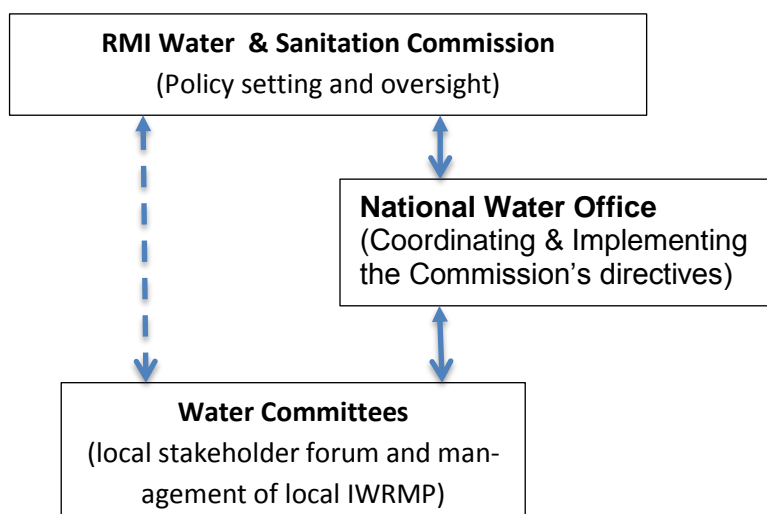 RMI Water & Sanitation Commission
(Policy setting and oversight)
National Water Office
(Coordinating & Implementing
the Commission’s directives)
Water Committees
(local stakeholder forum and man-
agement of local IWRMP)